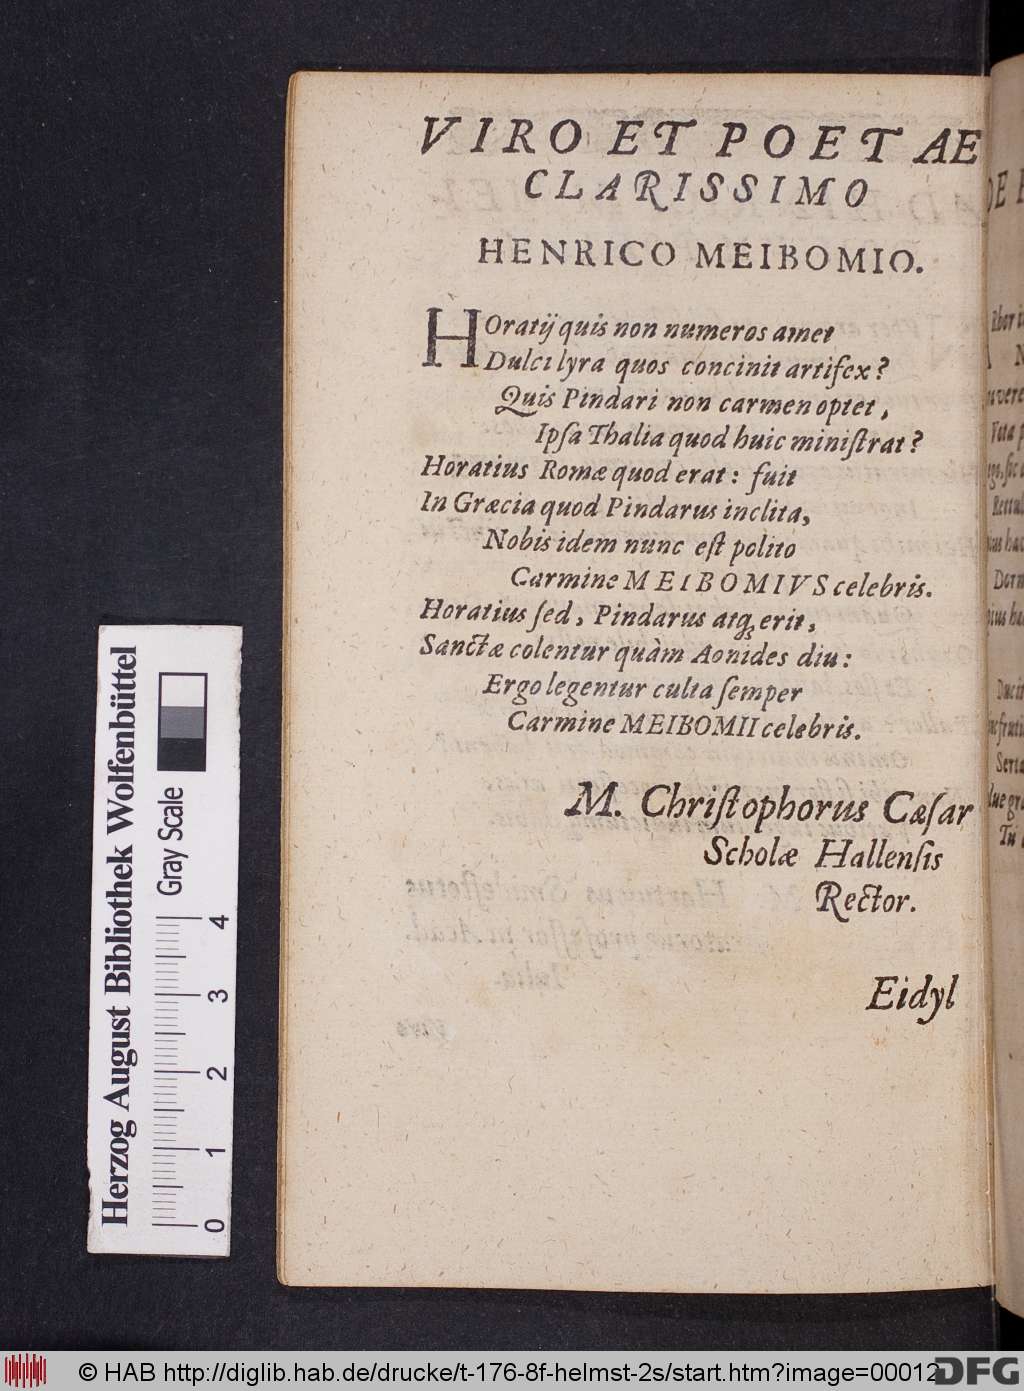 VIRO ET POETAE
CLARISSIMO
HENRICO MEIBOMIO.
HOratij quis non numeros amet
Dulci lyra quos concinit artifex?
Quis Pindari non carmen optet,
Ipſa Thalia quod huic miniſtrat?
Horatius Romæ quod erat: fuit
In Græcia quod Pindarus inclita,
Nobis idem nunc eſt polito
Carmine MEIBOMIVS celebris.
Horatius ſed, Pindarus atq; erit,
Sanctæ colentur quàm Aonides diu:
Ergo legentur culta ſemper
Carmine MEIBOMII celebris.
M. Chriſtophorus Cæſar
Scholæ Hallenſis
Rector.
Eidyl
Herzog August Bibliothek Wolfenbüttel
Gray Scale
0 1 2 3 4
© HAB http://diglib.hab.de/drucke/t-176-8f-helmst-2s/start.htm?image=00012
DFG